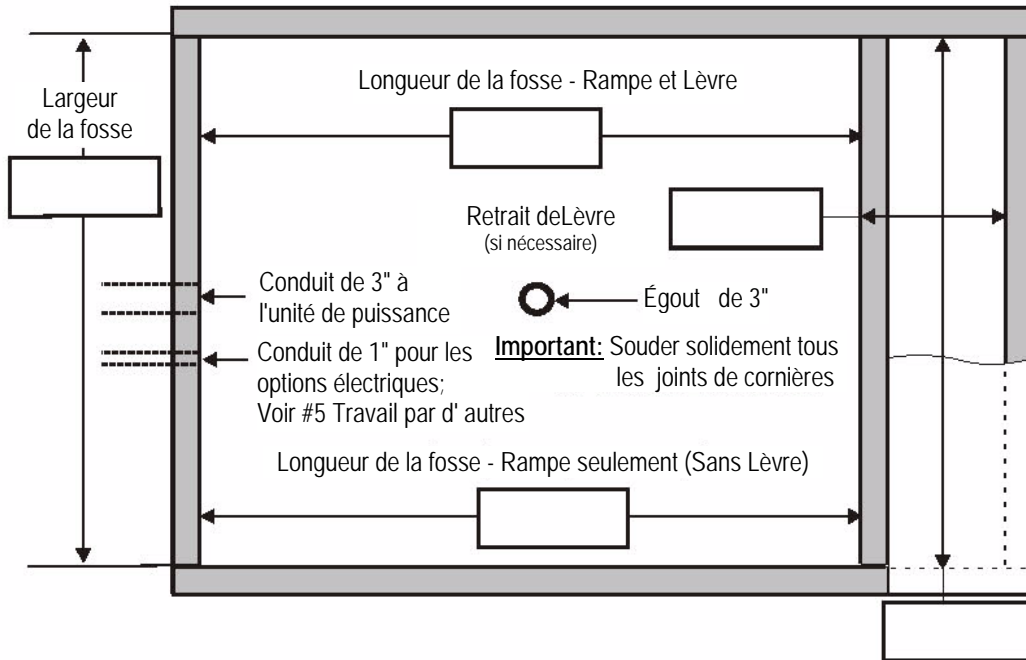 Longueur de la fosse - Rampe et Lèvre
Largeur
de la fosse
Retrait deLèvre
(si nécessaire)
Conduit de 3" à
l'unité de puissance
Égout de 3"
Conduit de 1" pour les
options électriques;
Voir #5 Travail par d' autres
Important: Souder solidement tous
les joints de cornières
Longueur de la fosse - Rampe seulement (Sans Lèvre)